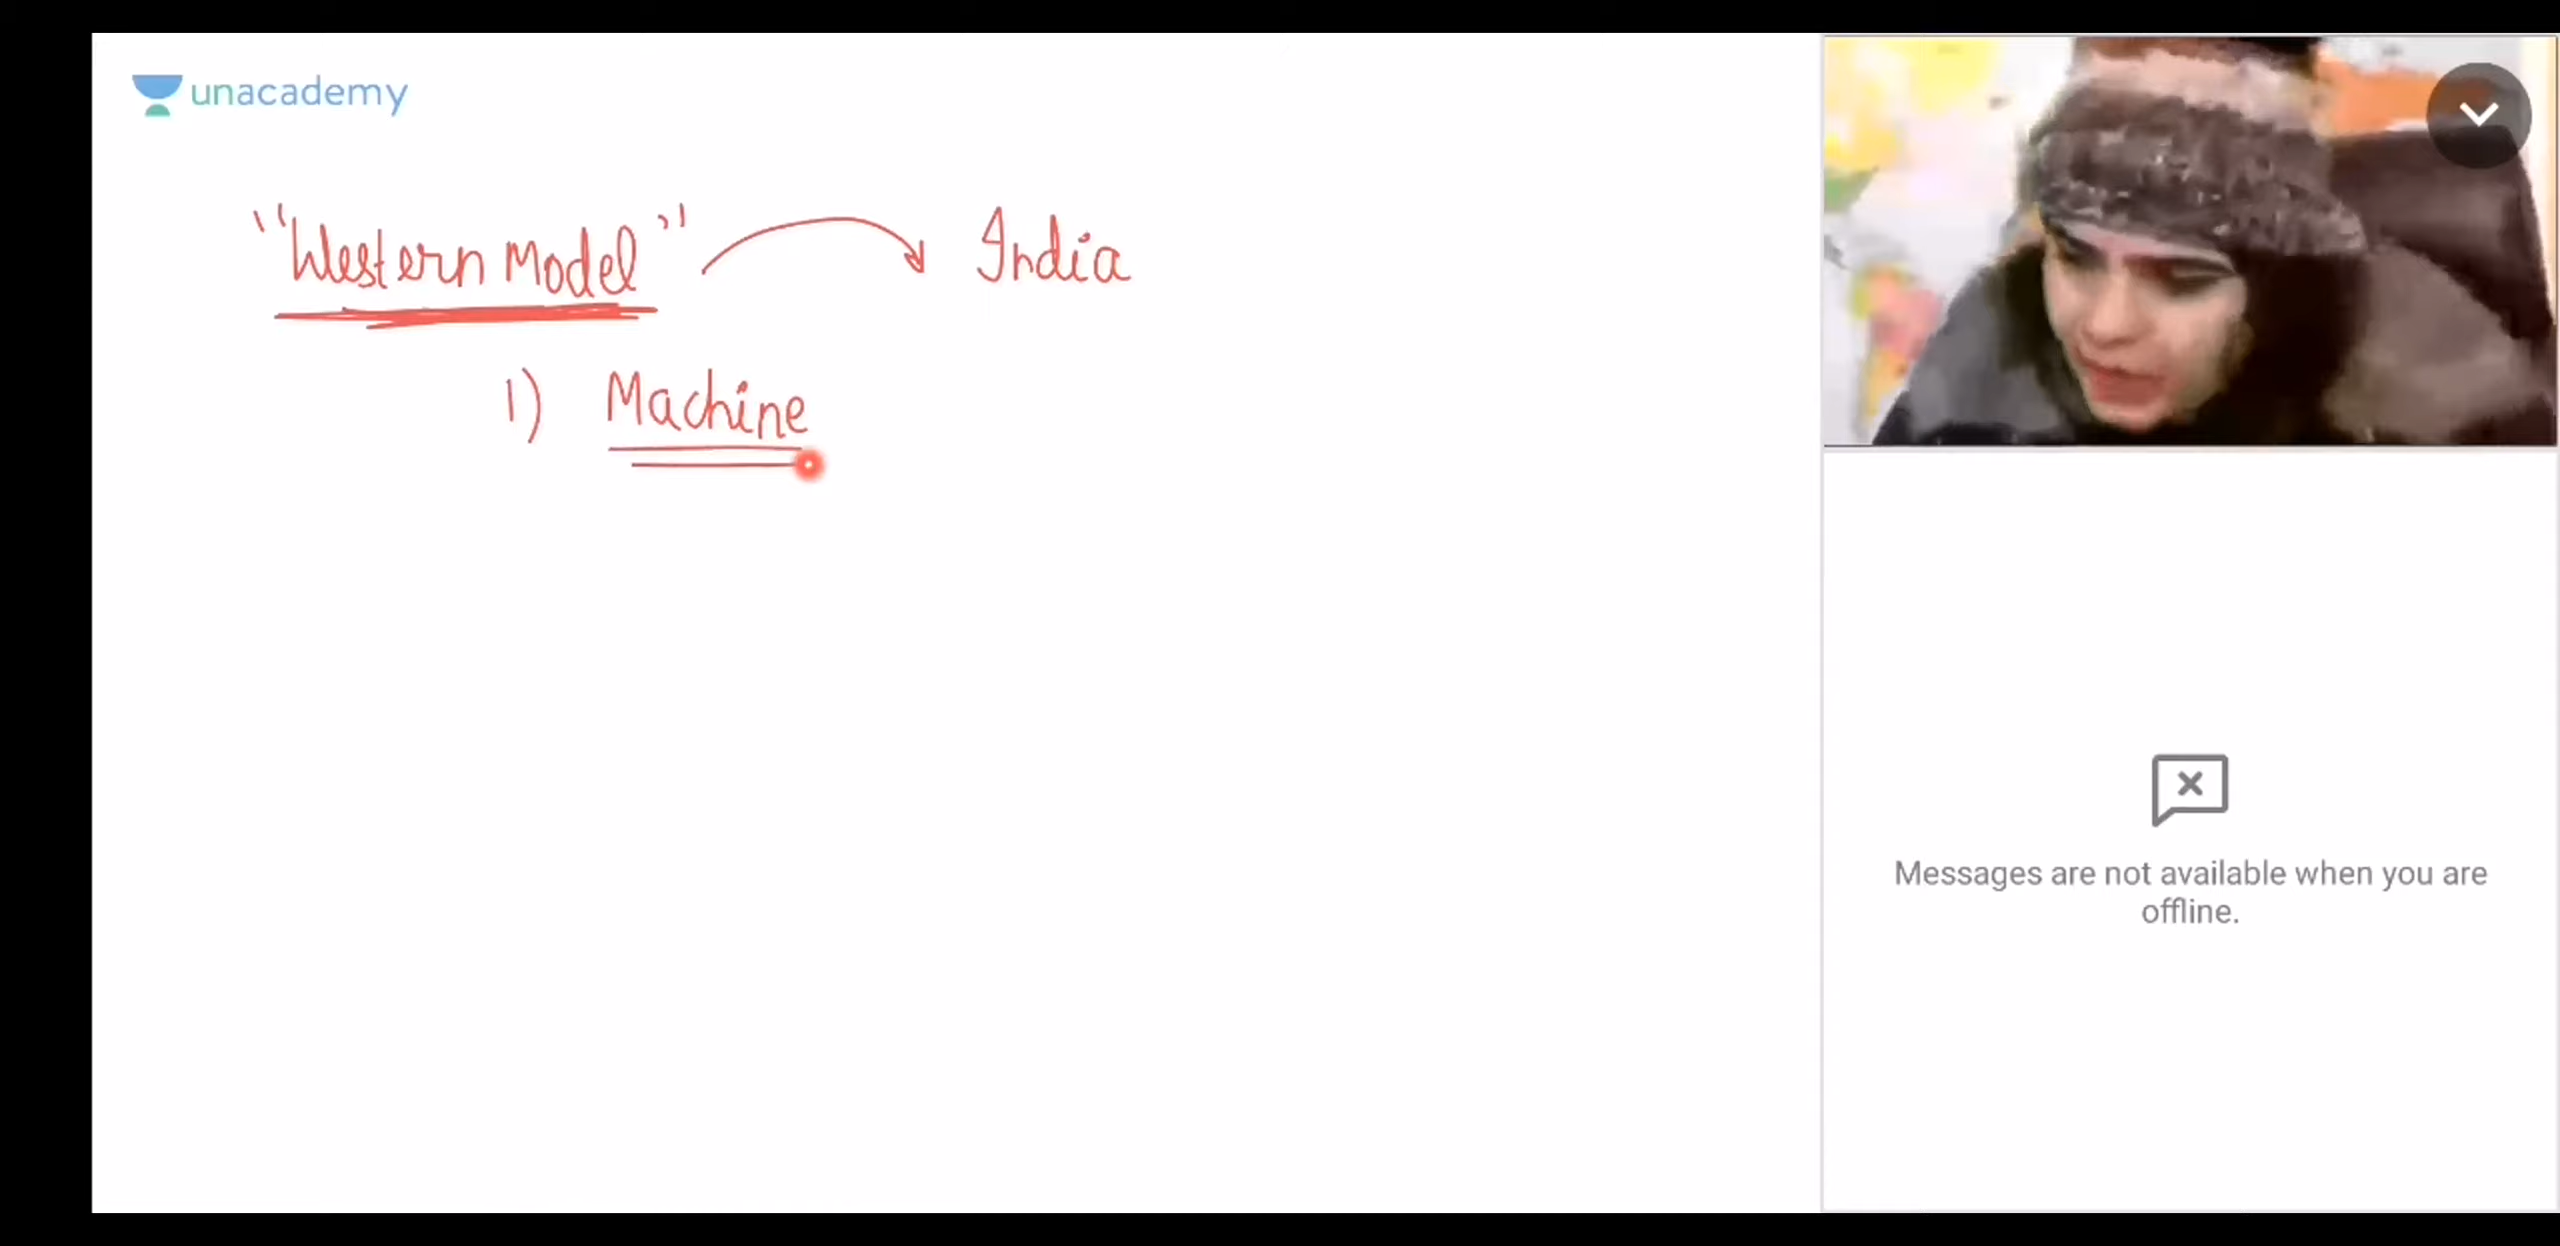 unacademy
"Western Model" India
1) Machine
Messages are not available when you are
offline.